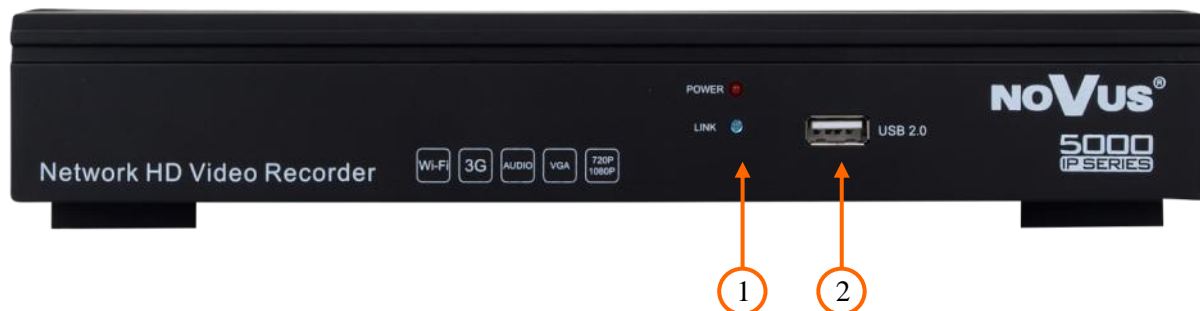 POWER
LINK
USB 2.0
NOVUS®
5000
IP SERIES
Network HD Video Recorder
Wi-Fi
3G
AUDIO
VGA
720P
1080P
1
2